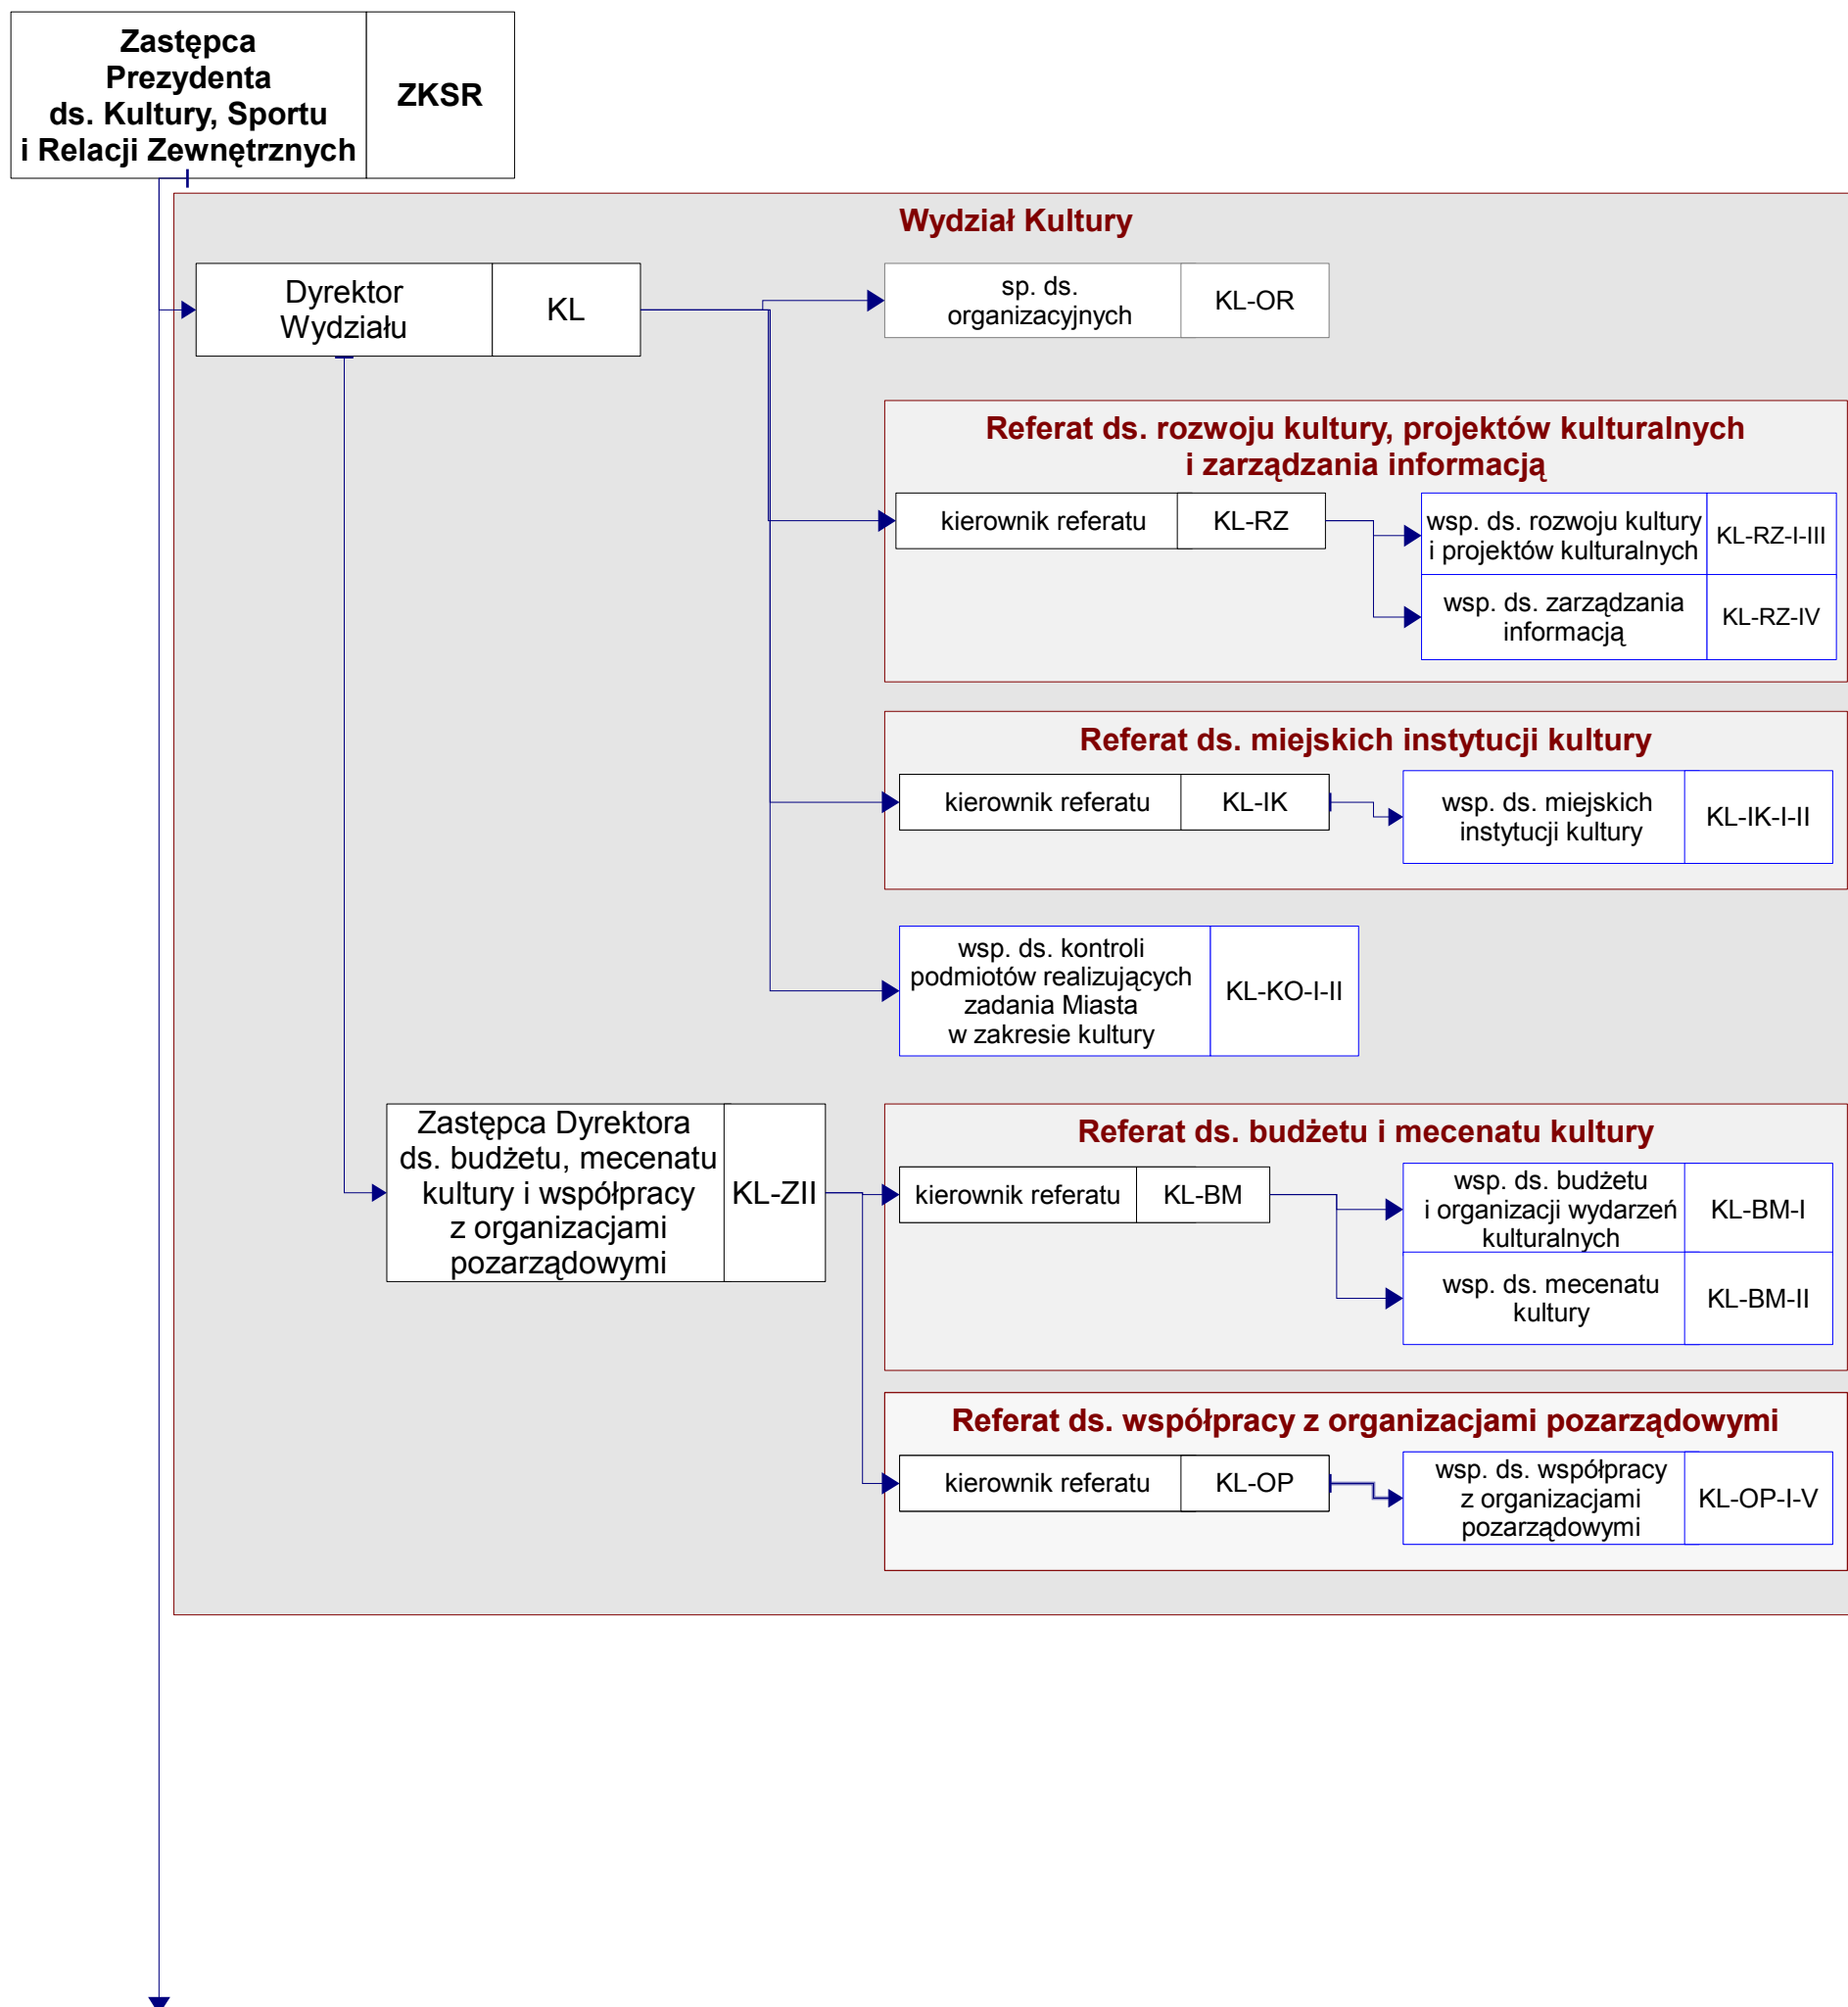 Zastępca
Prezydenta
ds. Kultury, Sportu
i Relacji Zewnętrznych
ZKSR
Wydział Kultury
Dyrektor
Wydziału
KL
sp. ds.
organizacyjnych
KL-OR
Referat ds. rozwoju kultury, projektów kulturalnych
i zarządzania informacją
kierownik referatu
KL-RZ
wsp. ds. rozwoju kultury
i projektów kulturalnych
KL-RZ-I-III
wsp. ds. zarządzania
informacją
KL-RZ-IV
Referat ds. miejskich instytucji kultury
kierownik referatu
KL-IK
wsp. ds. miejskich
instytucji kultury
KL-IK-I-II
wsp. ds. kontroli
podmiotów realizujących
zadania Miasta
w zakresie kultury
KL-KO-I-II
Zastępca Dyrektora
ds. budżetu, mecenatu
kultury i współpracy
z organizacjami
pozarządowymi
KL-ZII
Referat ds. budżetu i mecenatu kultury
kierownik referatu
KL-BM
wsp. ds. budżetu
i organizacji wydarzeń
kulturalnych
KL-BM-I
wsp. ds. mecenatu
kultury
KL-BM-II
Referat ds. współpracy z organizacjami pozarządowymi
kierownik referatu
KL-OP
wsp. ds. współpracy
z organizacjami
pozarządowymi
KL-OP-I-V